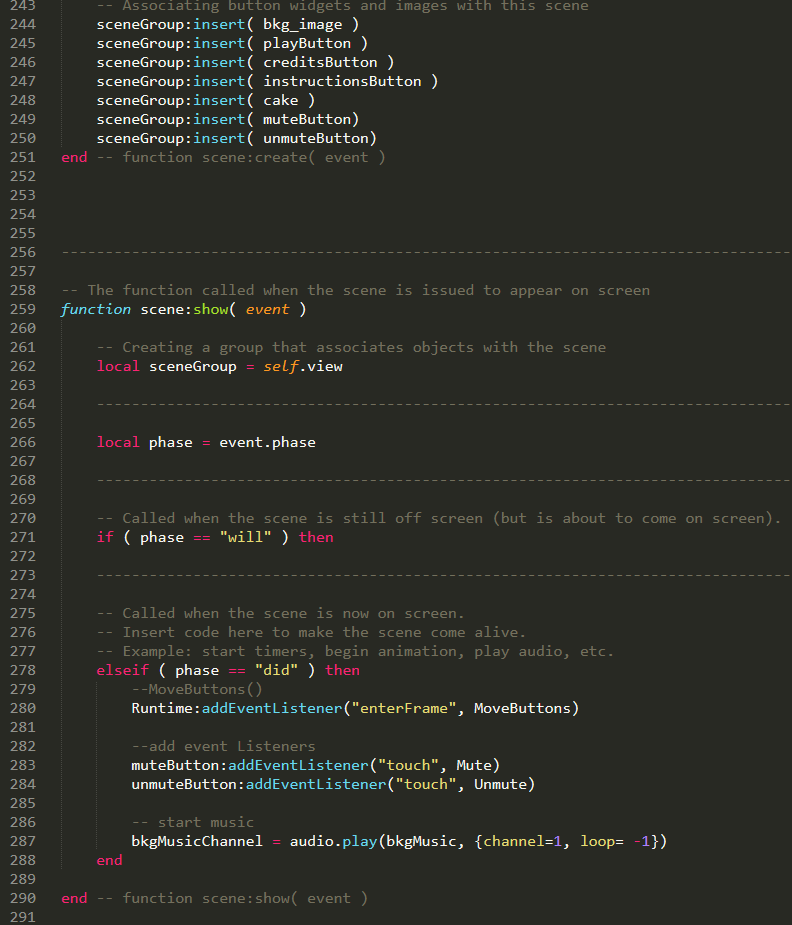 243 -- Associating button widgets and images with this scene
244 sceneGroup:insert( bkg_image )
245 sceneGroup:insert( playButton )
246 sceneGroup:insert( creditsButton )
247 sceneGroup:insert( instructionsButton )
248 sceneGroup:insert( cake )
249 sceneGroup:insert( muteButton)
250 sceneGroup:insert( unmuteButton)
251 end -- function scene:create( event )
252
253
254
255
256 -----------------------------------------------------------------------------------
257
258 -- The function called when the scene is issued to appear on screen
259 function scene:show( event )
260
261 -- Creating a group that associates objects with the scene
262 local sceneGroup = self.view
263
264 -------------------------------------------------------------------------------
265
266 local phase = event.phase
267
268 -------------------------------------------------------------------------------
269
270 -- Called when the scene is still off screen (but is about to come on screen).
271 if ( phase == "will" ) then
272
273 -------------------------------------------------------------------------------
274
275 -- Called when the scene is now on screen.
276 -- Insert code here to make the scene come alive.
277 -- Example: start timers, begin animation, play audio, etc.
278 elseif ( phase == "did" ) then
279 --MoveButtons()
280 Runtime:addEventListener("enterFrame", MoveButtons)
281
282 --add event Listeners
283 muteButton:addEventListener("touch", Mute)
284 unmuteButton:addEventListener("touch", Unmute)
285
286 -- start music
287 bkgMusicChannel = audio.play(bkgMusic, {channel=1, loop= -1})
288 end
289
290 end -- function scene:show( event )
291